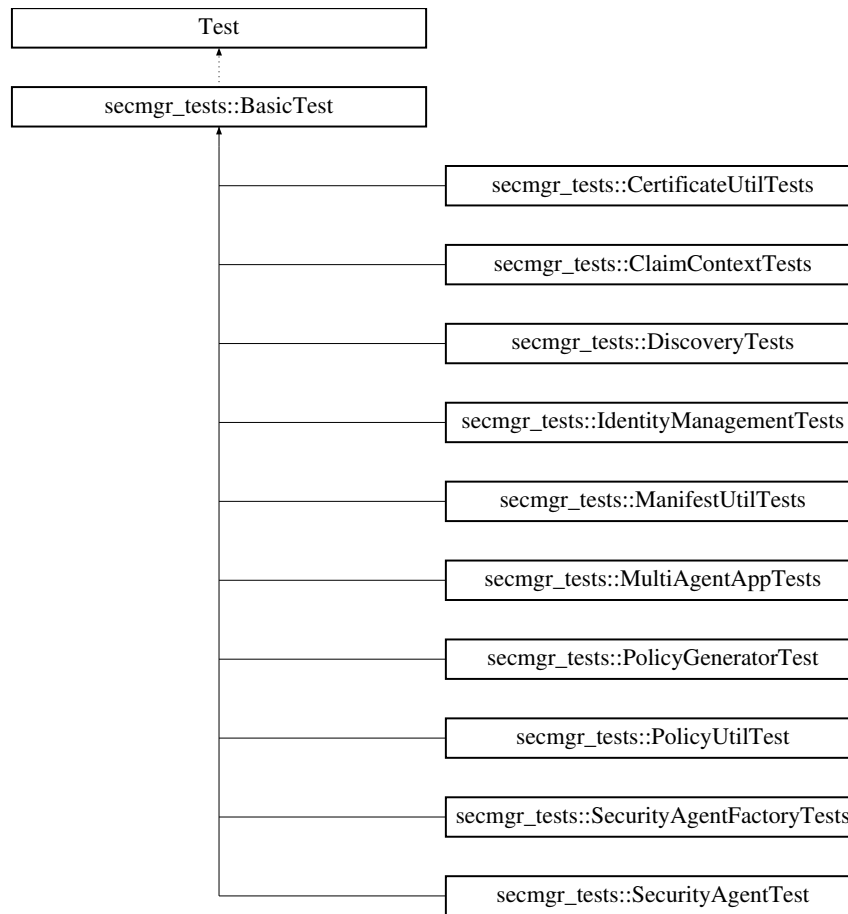 Test
secmgr_tests::BasicTest
secmgr_tests::CertificateUtilTests
secmgr_tests::ClaimContextTests
secmgr_tests::DiscoveryTests
secmgr_tests::IdentityManagementTests
secmgr_tests::ManifestUtilTests
secmgr_tests::MultiAgentAppTests
secmgr_tests::PolicyGeneratorTest
secmgr_tests::PolicyUtilTest
secmgr_tests::SecurityAgentFactoryTests
secmgr_tests::SecurityAgentTest